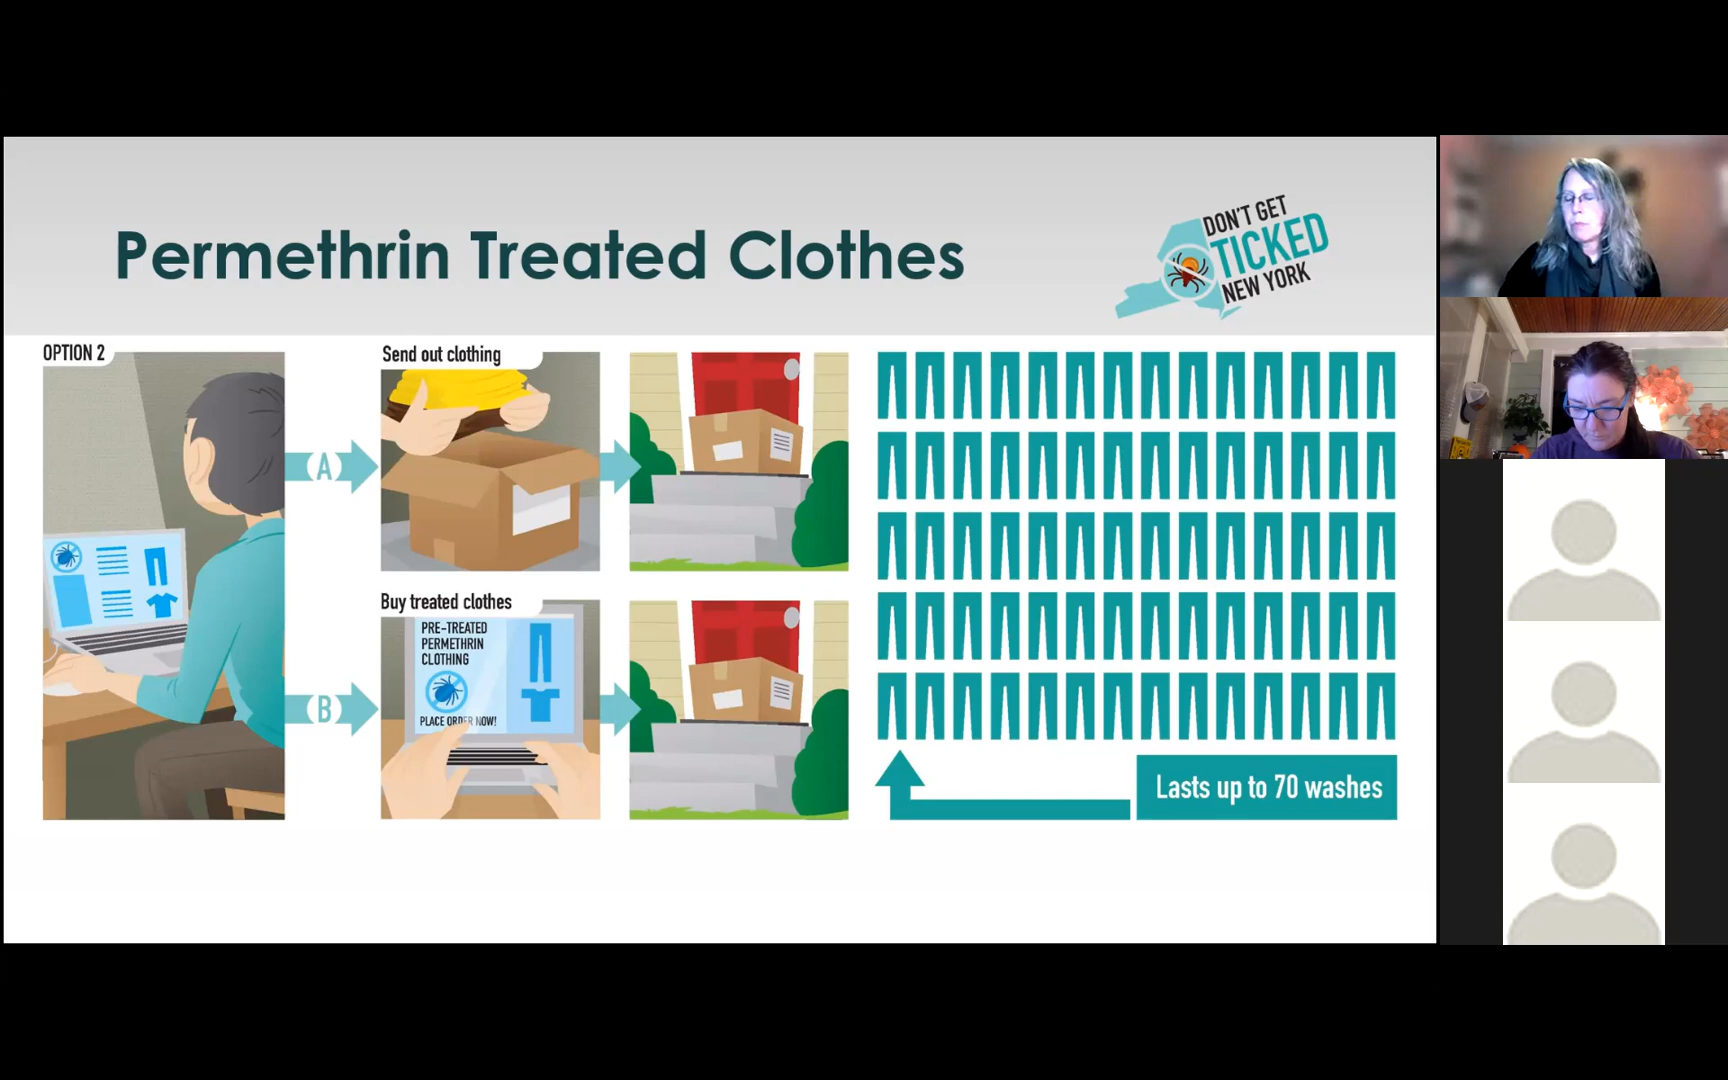 Permethrin Treated Clothes
DON'T GET
TICKED
NEW YORK
OPTION 2
A
Send out clothing
B
Buy treated clothes
PRE-TREATED
PERMETHRIN
CLOTHING
PLACE ORDER NOW!
Lasts up to 70 washes